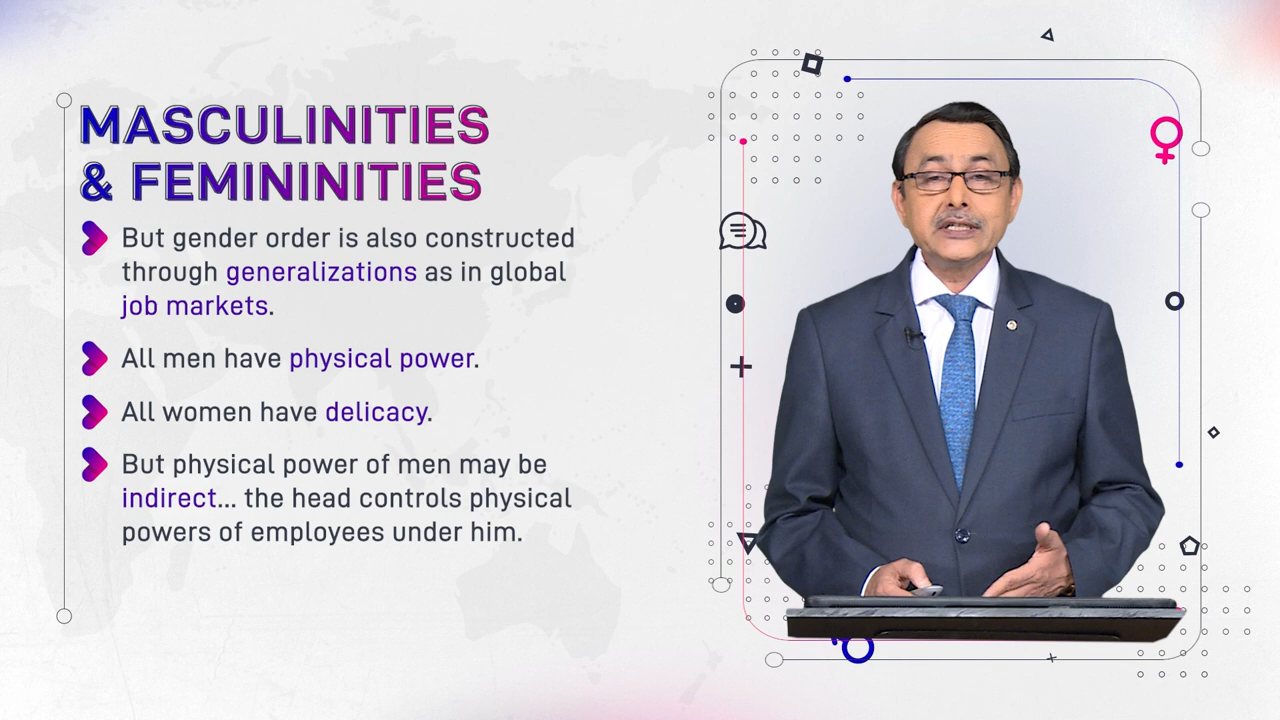 MASCULINITIES
& FEMININITIES
But gender order is also constructed
through generalizations as in global
job markets.
All men have physical power.
All women have delicacy.
But physical power of men may be
indirect... the head controls physical
powers of employees under him.